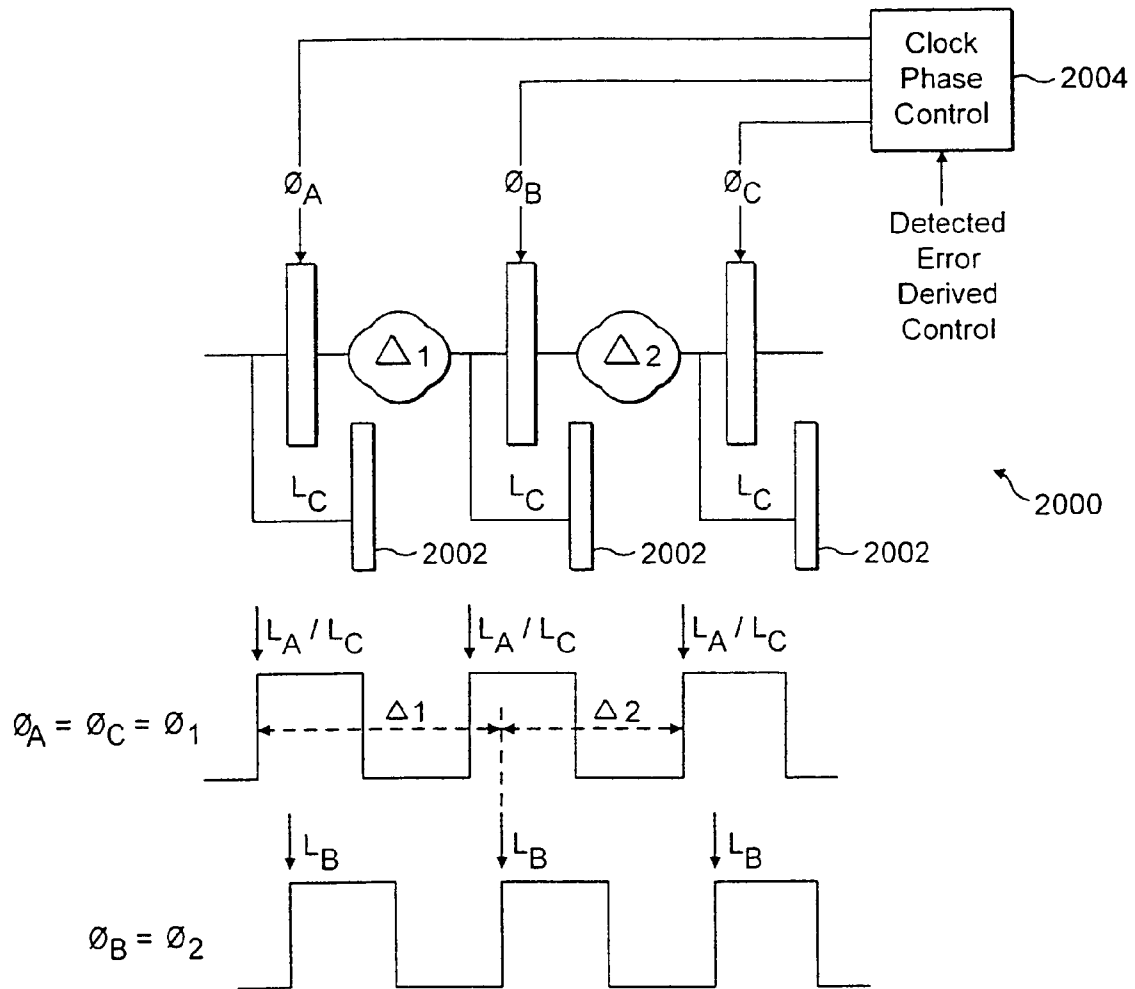 Clock
Phase
Control
2004
ØA
ØB
ØC
Detected
Error
Derived
Control
Δ1
Δ2
LC
LC
LC
2000
2002
2002
2002
LA / LC
LA / LC
LA / LC
Δ1
Δ2
ØA = ØC = Ø1
LB
LB
LB
ØB = Ø2